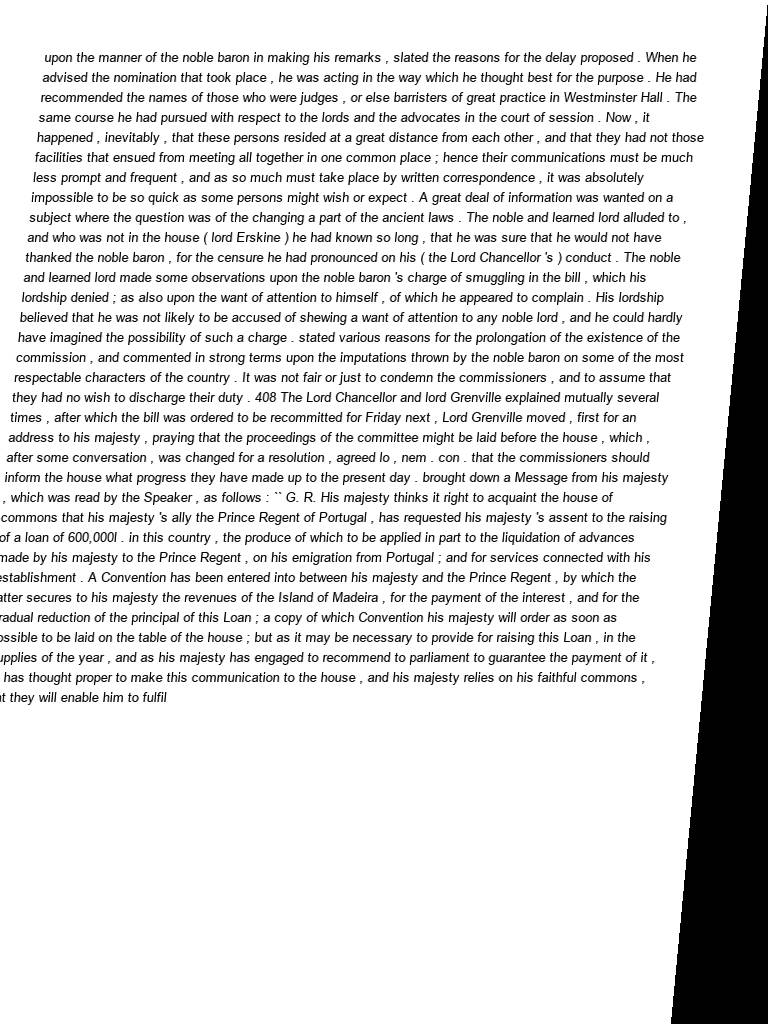 upon the manner of the noble baron in making his remarks , slated the reasons for the delay proposed . When he
advised the nomination that took place , he was acting in the way which he thought best for the purpose . He had
recommended the names of those who were judges , or else barristers of great practice in Westminster Hall . The
same course he had pursued with respect to the lords and the advocates in the court of session . Now , it
happened , inevitably , that these persons resided at a great distance from each other , and that they had not those
facilities that ensued from meeting all together in one common place ; hence their communications must be much
less prompt and frequent , and as so much must take place by written correspondence , it was absolutely
impossible to be so quick as some persons might wish or expect . A great deal of information was wanted on a
subject where the question was of the changing a part of the ancient laws . The noble and learned lord alluded to ,
and who was not in the house ( lord Erskine ) he had known so long , that he was sure that he would not have
thanked the noble baron , for the censure he had pronounced on his ( the Lord Chancellor 's ) conduct . The noble
and learned lord made some observations upon the noble baron 's charge of smuggling in the bill , which his
lordship denied ; as also upon the want of attention to himself , of which he appeared to complain . His lordship
believed that he was not likely to be accused of shewing a want of attention to any noble lord , and he could hardly
have imagined the possibility of such a charge . stated various reasons for the prolongation of the existence of the
commission , and commented in strong terms upon the imputations thrown by the noble baron on some of the most
respectable characters of the country . It was not fair or just to condemn the commissioners , and to assume that
they had no wish to discharge their duty . 408 The Lord Chancellor and lord Grenville explained mutually several
times , after which the bill was ordered to be recommitted for Friday next , Lord Grenville moved , first for an
address to his majesty , praying that the proceedings of the committee might be laid before the house , which ,
after some conversation , was changed for a resolution , agreed lo , nem . con . that the commissioners should
inform the house what progress they have made up to the present day . brought down a Message from his majesty
, which was read by the Speaker , as follows : `` G. R. His majesty thinks it right to acquaint the house of
commons that his majesty 's ally the Prince Regent of Portugal , has requested his majesty 's assent to the raising
of a loan of 600,000l . in this country , the produce of which to be applied in part to the liquidation of advances
made by his majesty to the Prince Regent , on his emigration from Portugal ; and for services connected with his
establishment . A Convention has been entered into between his majesty and the Prince Regent , by which the
atter secures to his majesty the revenues of the Island of Madeira , for the payment of the interest , and for the
radual reduction of the principal of this Loan ; a copy of which Convention his majesty will order as soon as
ossible to be laid on the table of the house ; but as it may be necessary to provide for raising this Loan , in the
upplies of the year , and as his majesty has engaged to recommend to parliament to guarantee the payment of it ,
has thought proper to make this communication to the house , and his majesty relies on his faithful commons ,
t they will enable him to fulfil